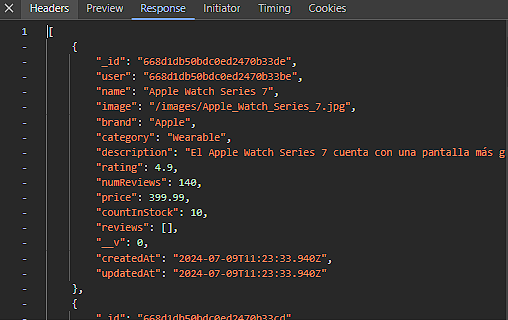 Headers Preview Response Initiator Timing Cookies
1 [
- {
- "_id": "668d1db50bdc0ed2470b33de",
- "user": "668d1db50bdc0ed2470b33be",
- "name": "Apple Watch Series 7",
- "image": "/images/Apple_Watch_Series_7.jpg",
- "brand": "Apple",
- "category": "Wearable",
- "description": "El Apple Watch Series 7 cuenta con una pantalla más g
- "rating": 4.9,
- "numReviews": 140,
- "price": 399.99,
- "countInStock": 10,
- "reviews": [],
- "__v": 0,
- "createdAt": "2024-07-09T11:23:33.940Z",
- "updatedAt": "2024-07-09T11:23:33.940Z"
- },
- {
- "_id": "668d1db50bdc0ed2470b33cd",